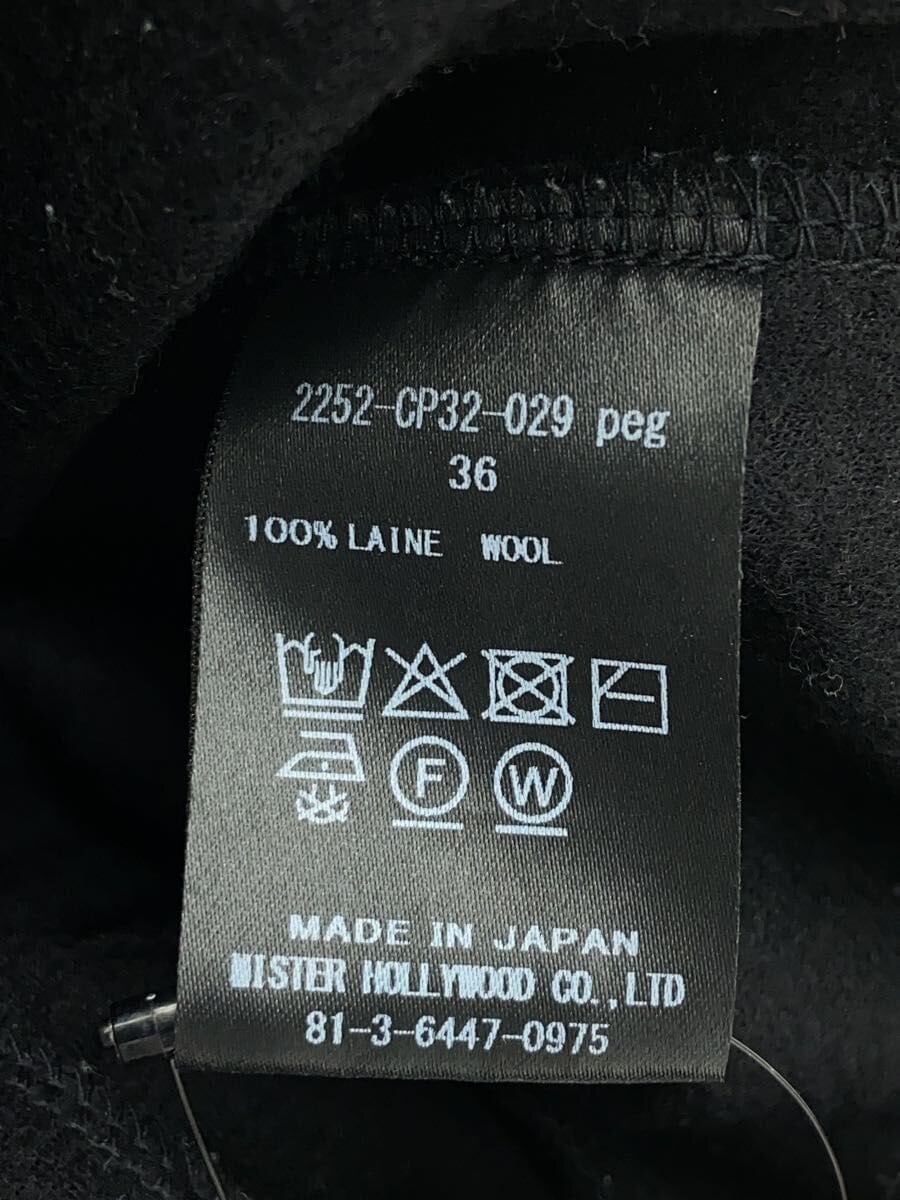 2252-CP32-029 peg
36
100% LAINE WOOL
F W
MADE IN JAPAN
MISTER HOLLYWOOD CO.,LTD
81-3-6447-0975